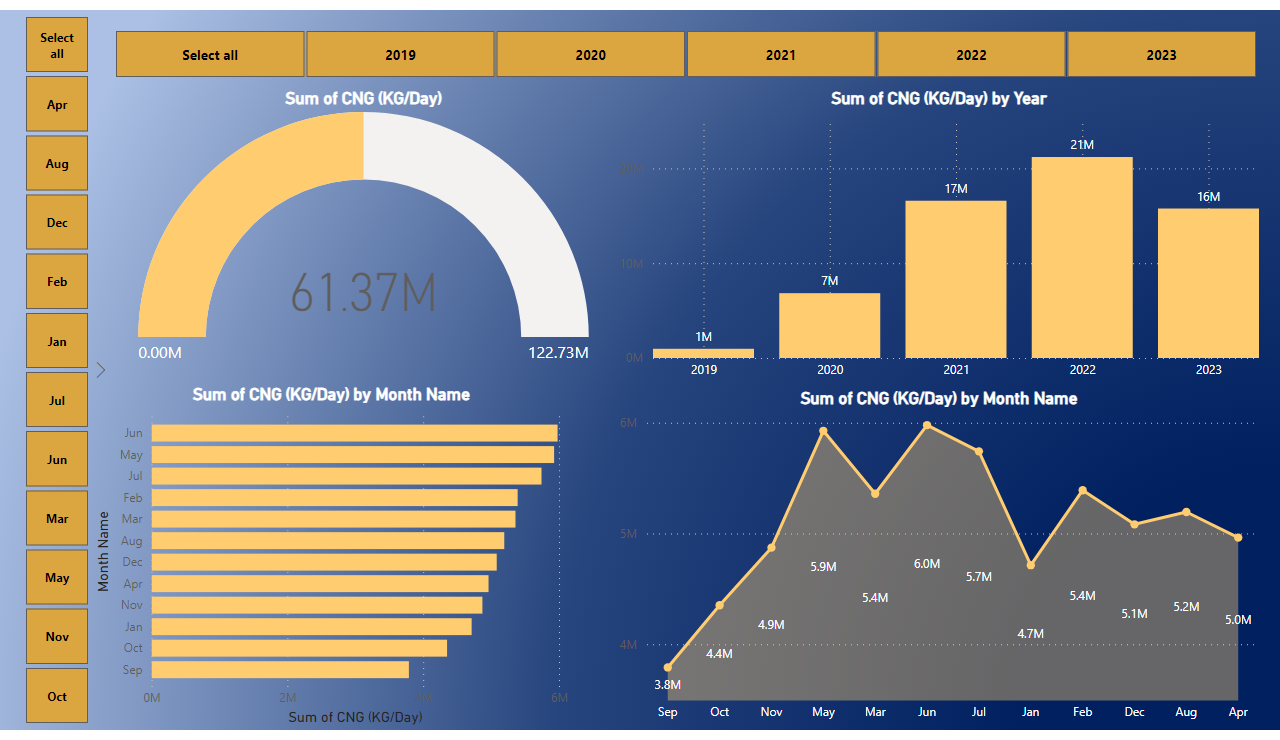 Select
all
Apr
Aug
Dec
Feb
Jan
Jul
Jun
Mar
May
Nov
Oct
Select all
2019
2020
2021
2022
2023
Sum of CNG (KG/Day)
61.37M
0.00M
122.73M
Sum of CNG (KG/Day) by Year
20M
10M
0M
1M
7M
17M
21M
16M
2019
2020
2021
2022
2023
Sum of CNG (KG/Day) by Month Name
Month Name
Jun
May
Jul
Feb
Mar
Aug
Dec
Apr
Nov
Jan
Oct
Sep
0M
2M
4M
6M
Sum of CNG (KG/Day)
Sum of CNG (KG/Day) by Month Name
6M
5M
4M
3.8M
4.4M
4.9M
5.9M
5.4M
6.0M
5.7M
4.7M
5.4M
5.1M
5.2M
5.0M
Sep
Oct
Nov
May
Mar
Jun
Jul
Jan
Feb
Dec
Aug
Apr